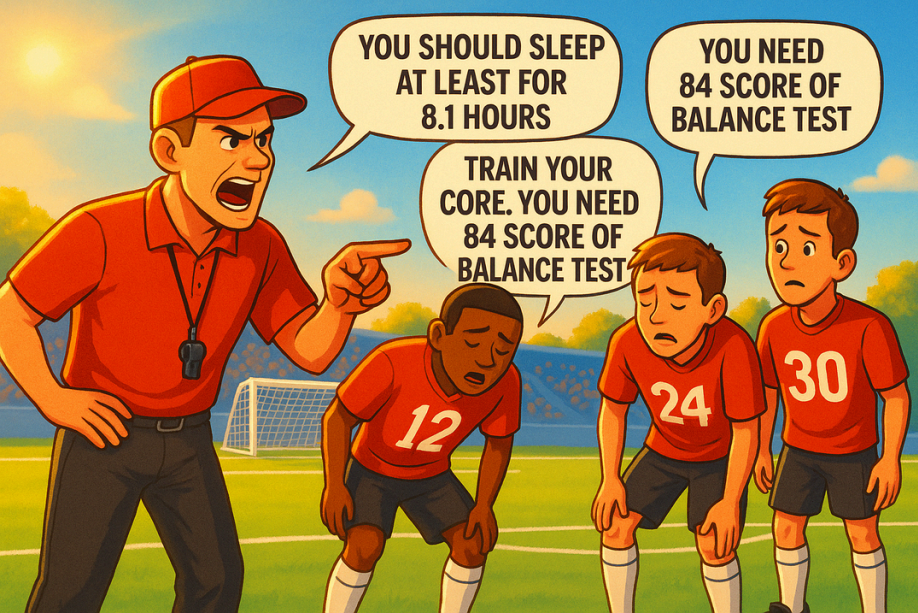 YOU SHOULD SLEEP
AT LEAST FOR
8.1 HOURS
YOU NEED
84 SCORE OF
BALANCE TEST
TRAIN YOUR
CORE. YOU NEED
84 SCORE OF
BALANCE TEST
12
24
30